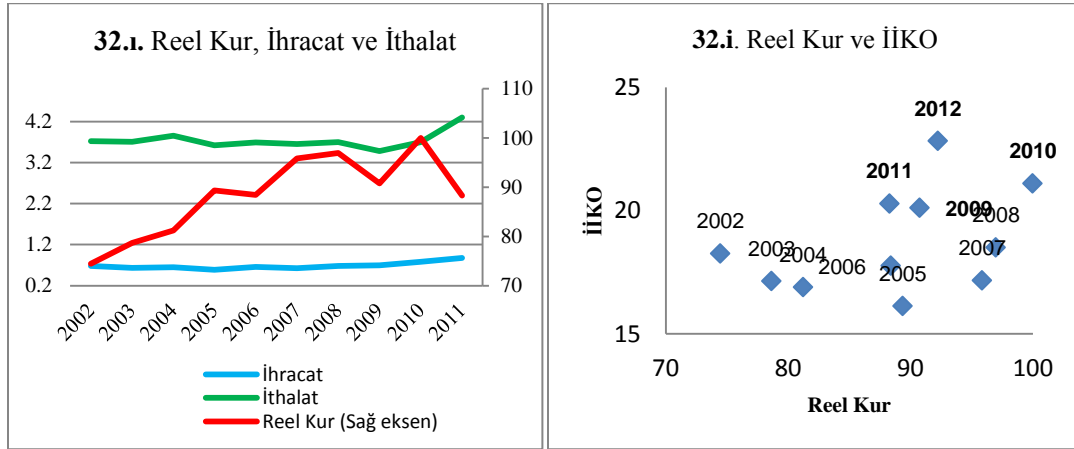 32.ı. Reel Kur, İhracat ve İthalat
110
4.2
100
3.2
90
2.2
80
1.2
70
0.2
2002 2003 2004 2005 2006 2007 2008 2009 2010 2011
İhracat
İthalat
Reel Kur (Sağ eksen)
32.i. Reel Kur ve İİKO
25
2012
2010
2011
20
2009
2008
2002
2003
2004
2006
2005
2007
15
70 80 90 100
İİKO
Reel Kur